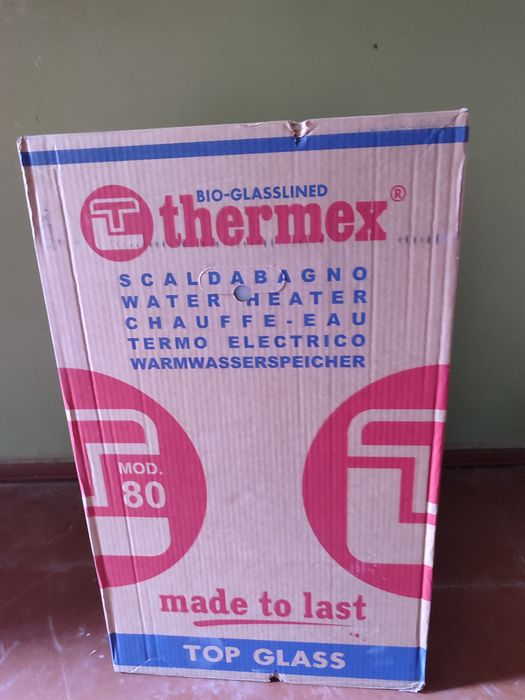 BIO-GLASSLINED
thermex®
SCALDABAGNO
WATER HEATER
CHAUFFE-EAU
TERMO ELECTRICO
WARMWASSERSPEICHER
MOD.
80
made to last
TOP GLASS